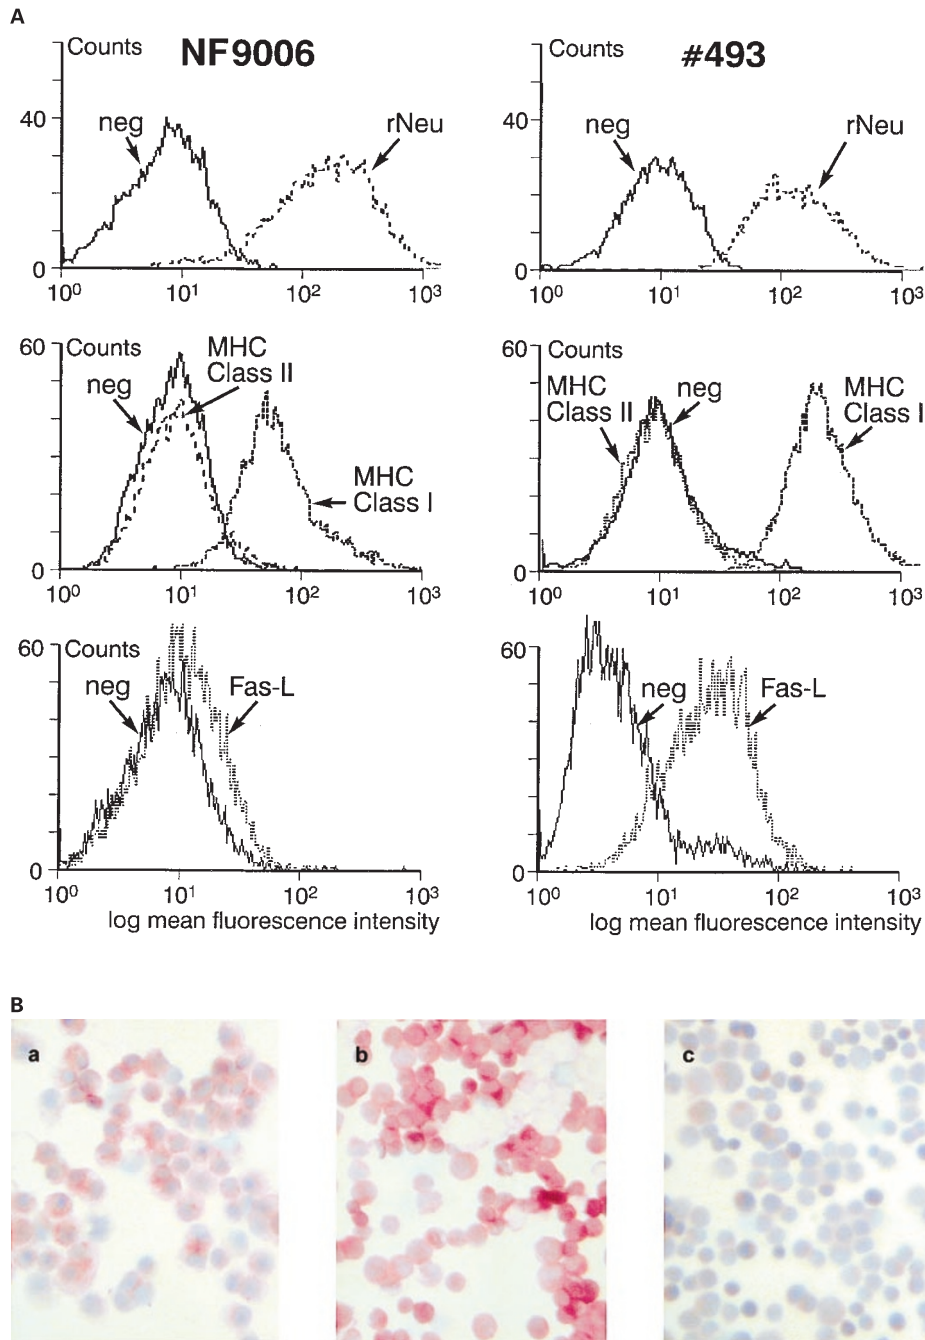 A
NF9006
#493
Counts
neg
rNeu
40
0
10⁰ 10¹ 10² 10³
Counts
neg
rNeu
40
0
10⁰ 10¹ 10² 10³
60
Counts
MHC
Class II
neg
MHC
Class I
0
10⁰ 10¹ 10² 10³
60
Counts
MHC
Class II
neg
MHC
Class I
0
10⁰ 10¹ 10² 10³
60
Counts
neg
Fas-L
0
10⁰ 10¹ 10² 10³
log mean fluorescence intensity
60
neg
Fas-L
0
10⁰ 10¹ 10² 10³
log mean fluorescence intensity
B
a
b
c